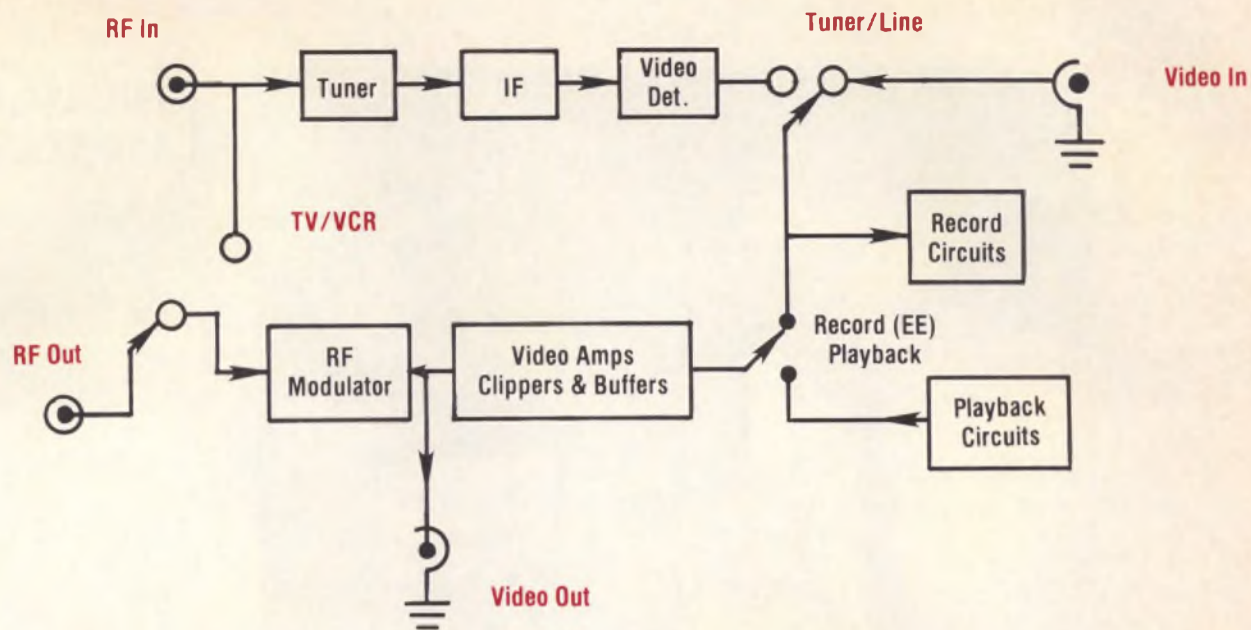 RF In
Tuner/Line
Tuner
IF
Video
Det.
Video In
TV/VCR
Record
Circuits
RF Out
RF
Modulator
Video Amps
Clippers & Buffers
Record (EE)
Playback
Playback
Circuits
Video Out